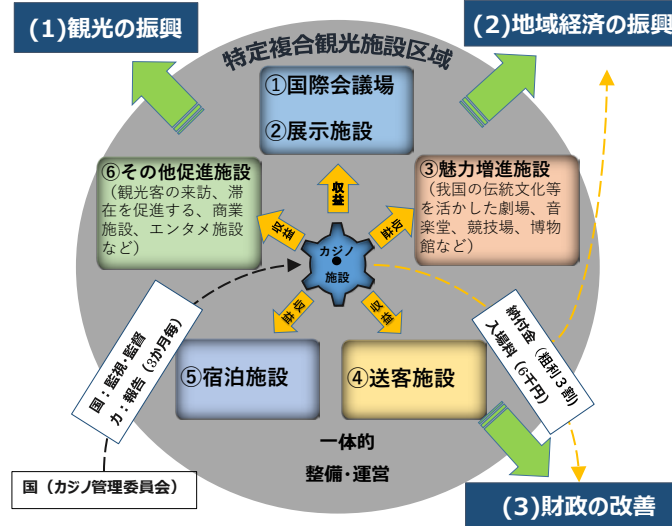 (1)観光の振興
(2)地域経済の振興
特定複合観光施設区域
①国際会議場
②展示施設
⑥その他促進施設
（観光客の来訪、滞
在を促進する、商業
施設、エンタメ施設
など）
③魅力増進施設
（我国の伝統文化等
を活かした劇場、音
楽堂、競技場、博物
館など）
収益
収益
収益
カジノ
施設
収益
収益
国：監視・監督
カ：報告（3か月毎）
納付金（粗利３割）
入場料（6千円）
⑤宿泊施設
④送客施設
一体的
整備・運営
国（カジノ管理委員会）
(3)財政の改善